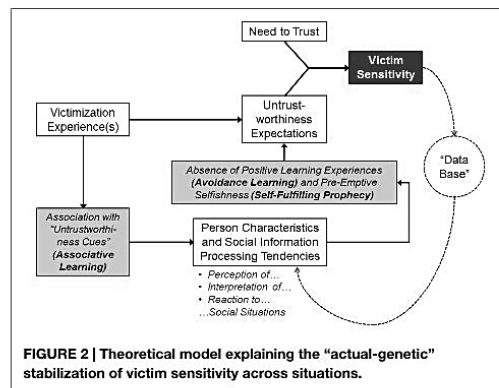 Need to Trust
Victim
Sensitivity
Victimization
Experience(s)
Untrust-
worthiness
Expectations
"Data
Base"
Absence of Positive Learning Experiences
(Avoidance Learning) and Pre-Emptive
Selfishness (Self-Fulfilling Prophecy)
Association with
"Untrustworthi-
ness Cues"
(Associative
Learning)
Person Characteristics
and Social Information
Processing Tendencies
• Perception of…
• Interpretation of…
• Reaction to…
…Social Situations
FIGURE 2 | Theoretical model explaining the "actual-genetic"
stabilization of victim sensitivity across situations.